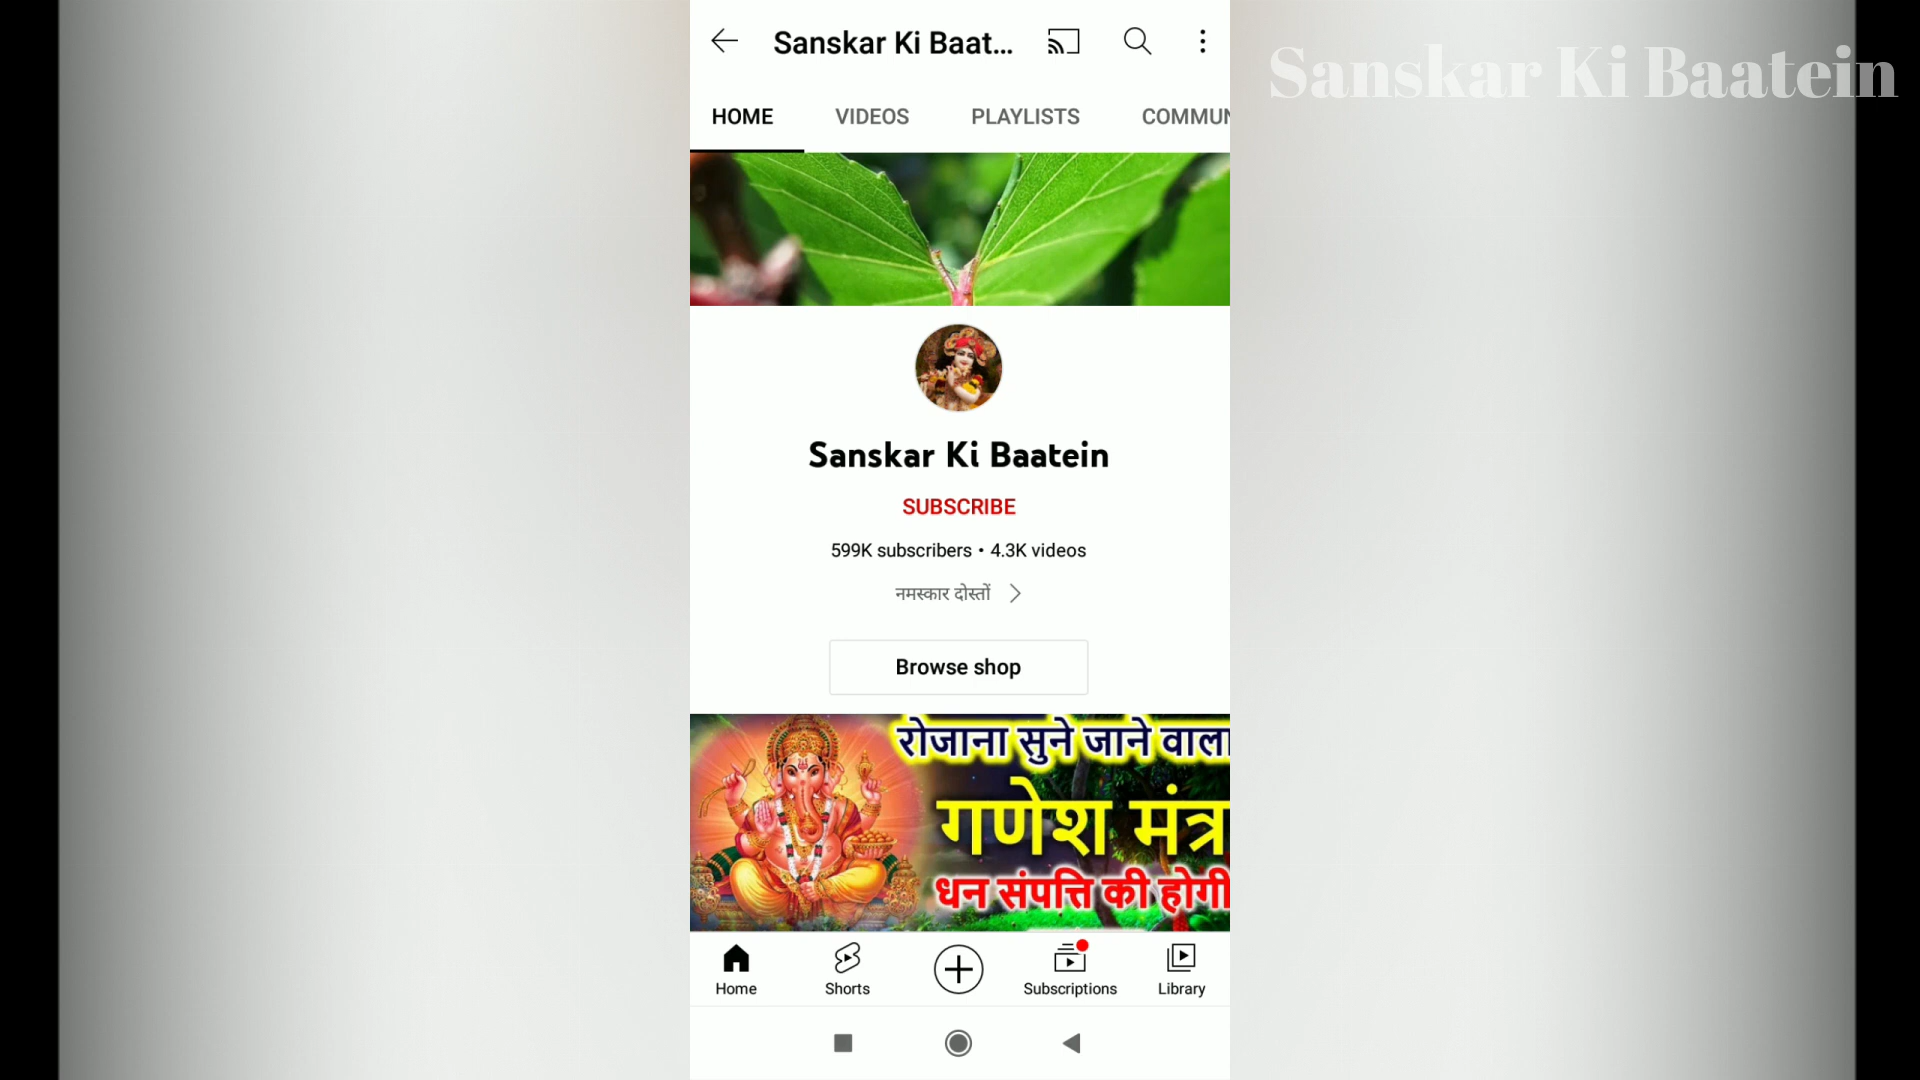 Sanskar Ki Baat...
Sanskar Ki Baatein
HOME VIDEOS PLAYLISTS COMMUN
Sanskar Ki Baatein
SUBSCRIBE
599K subscribers • 4.3K videos
नमस्कार दोस्तों
Browse shop
रोजाना सुने जाने वाला
गणेश मंत्र
धन संपत्ति की होगी
Home Shorts Subscriptions Library